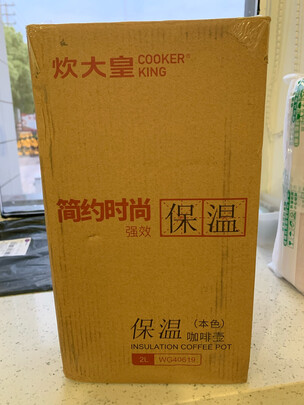 炊大皇 COOKER®
KING
简约时尚
强效
保温
保温 (本色)
咖啡壶
INSULATION COFFEE POT
2L WG40619